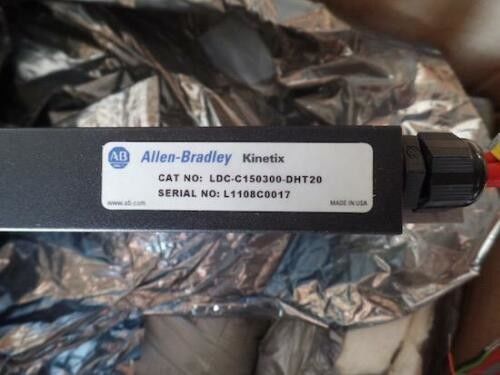 AB Allen-Bradley Kinetix
CAT NO: LDC-C150300-DHT20
SERIAL NO: L1108C0017
www.ab.com MADE IN USA